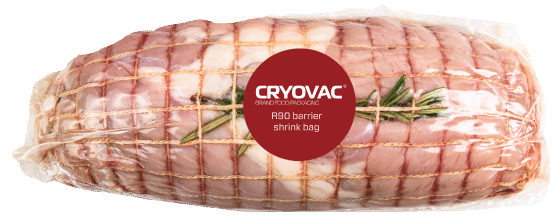 CRYOVAC®
BRAND FOOD PACKAGING
R90 barrier
shrink bag